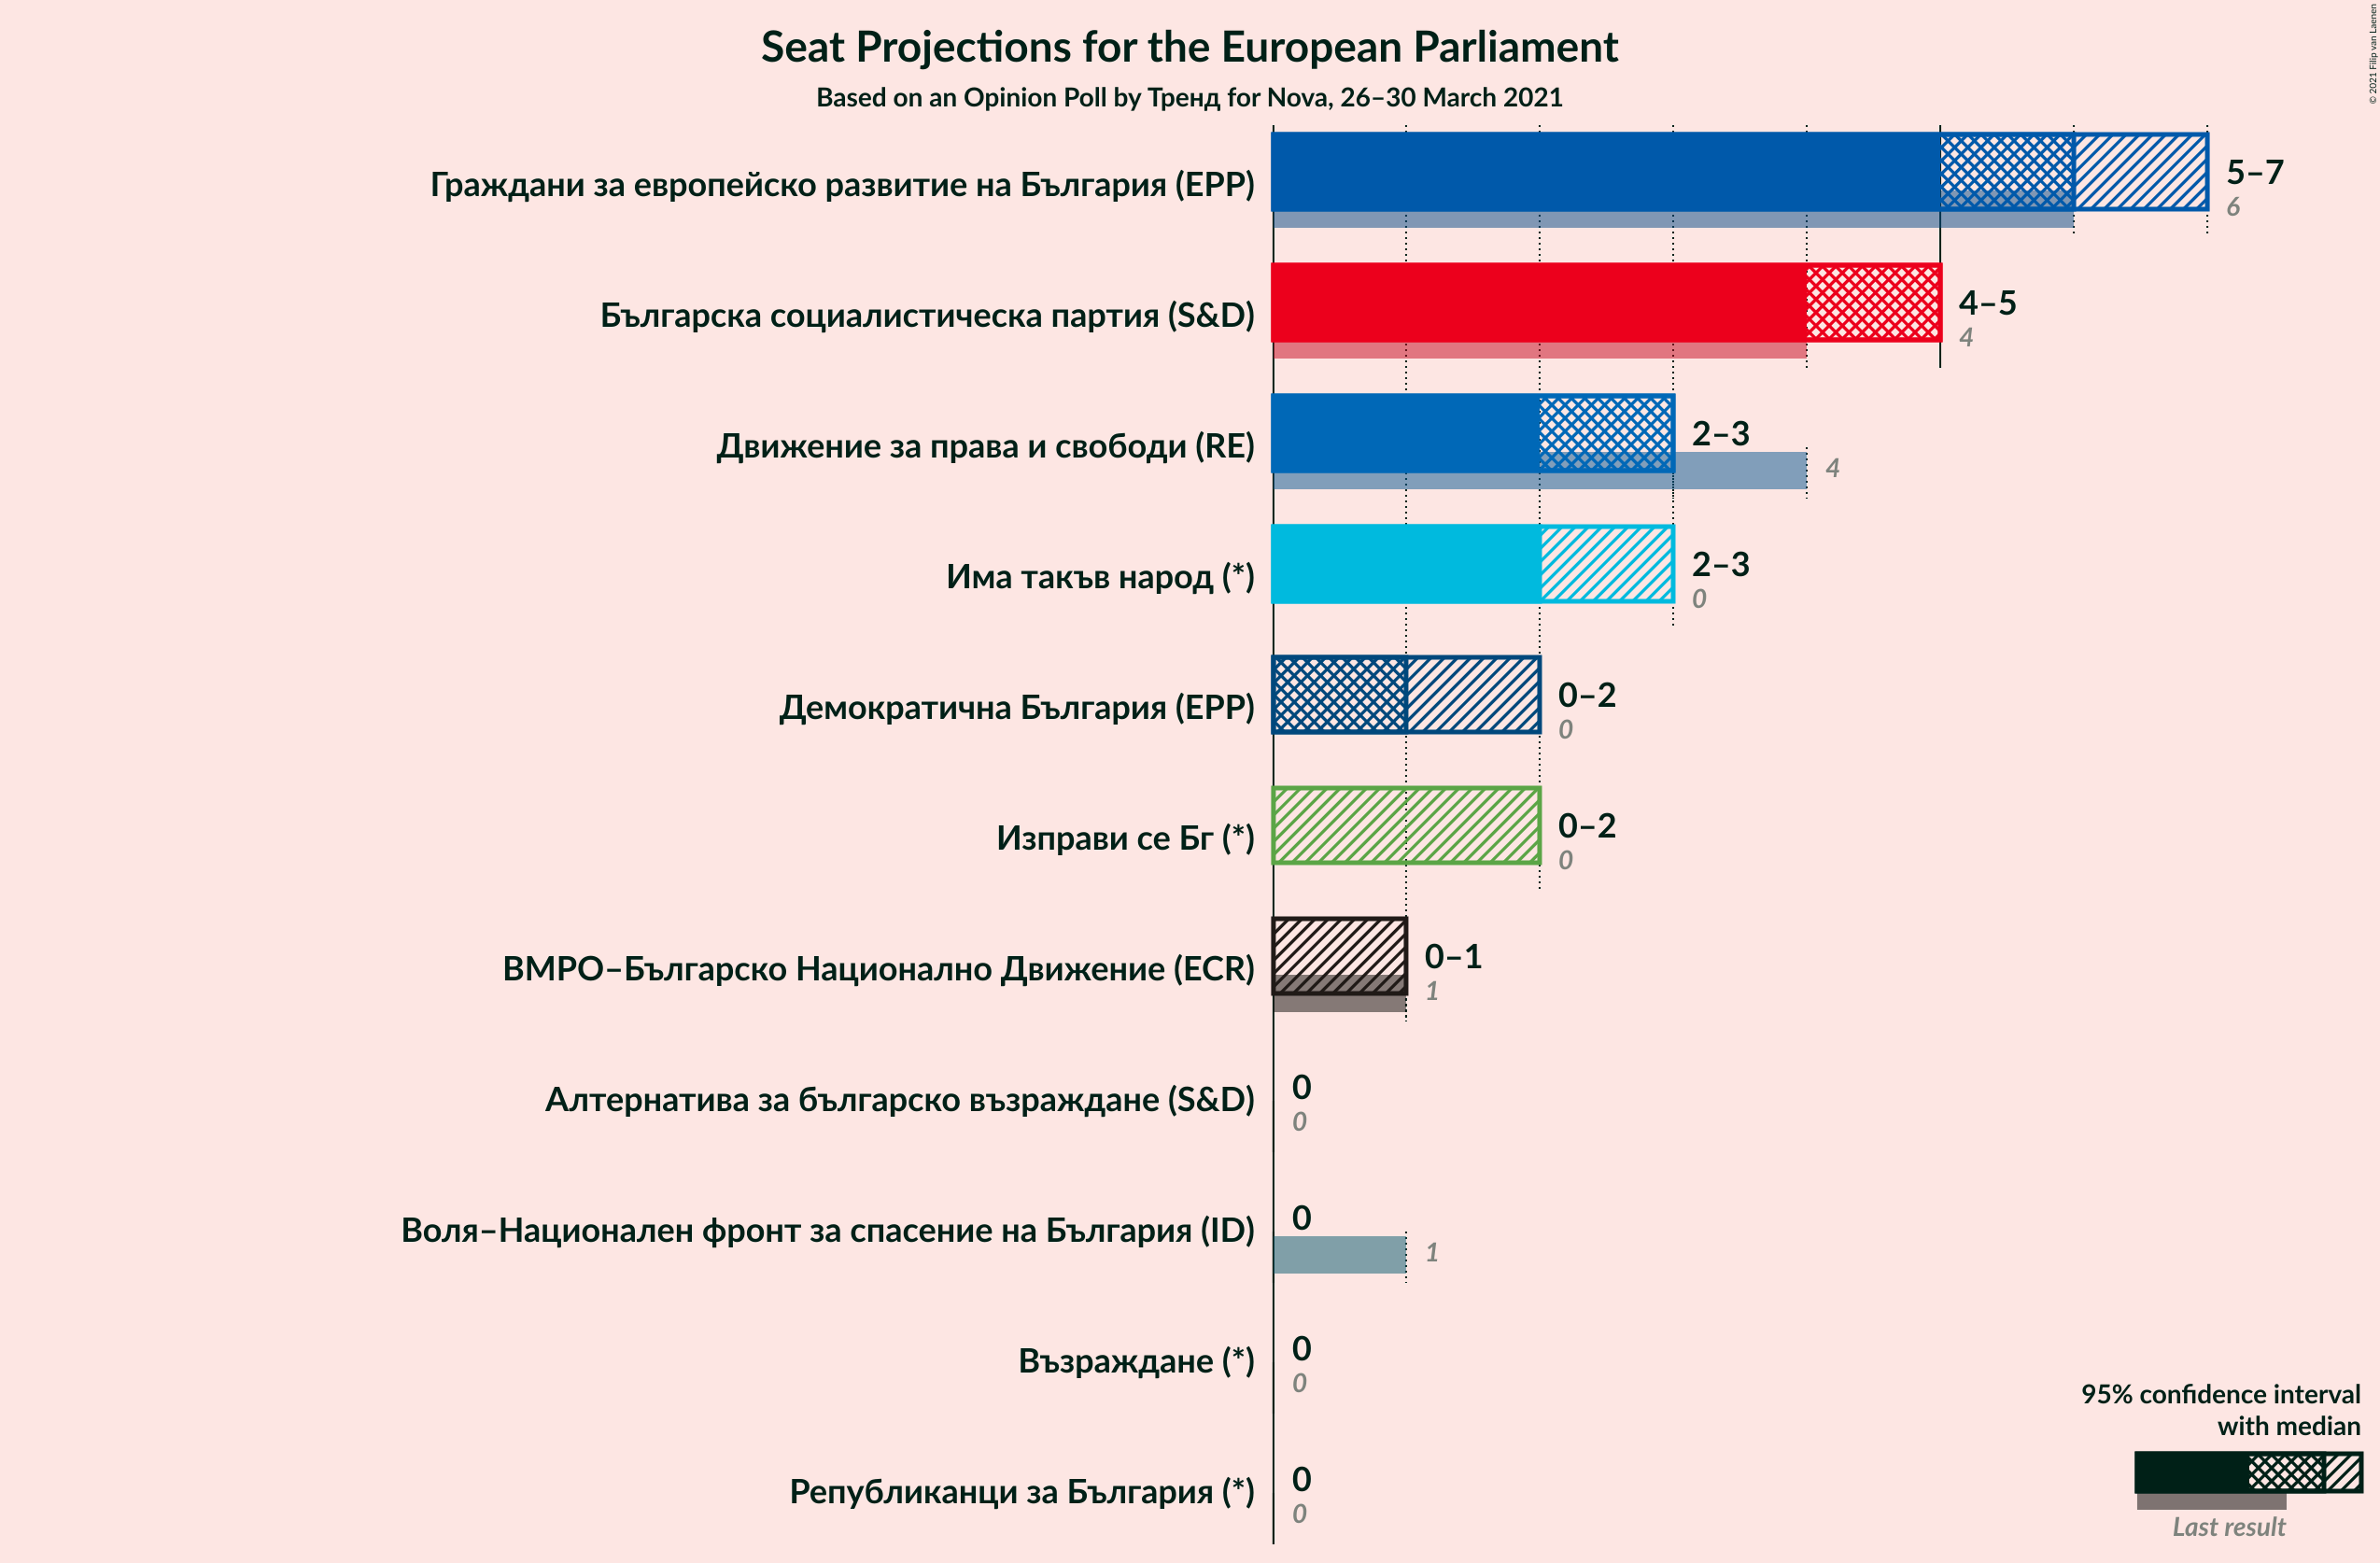 Seat Projections for the European Parliament
Based on an Opinion Poll by Тренд for Nova, 26–30 March 2021
© 2021 Filip van Laenen
Граждани за европейско развитие на България (EPP)
5–7
6
Българска социалистическа партия (S&D)
4–5
4
Движение за права и свободи (RE)
2–3
4
Има такъв народ (*)
2–3
0
Демократична България (EPP)
0–2
0
Изправи се Бг (*)
0–2
0
ВМРО–Българско Национално Движение (ECR)
0–1
1
Алтернатива за българско възраждане (S&D)
0
0
Воля–Национален фронт за спасение на България (ID)
0
1
Възраждане (*)
0
0
Републиканци за България (*)
0
0
95% confidence interval
with median
Last result